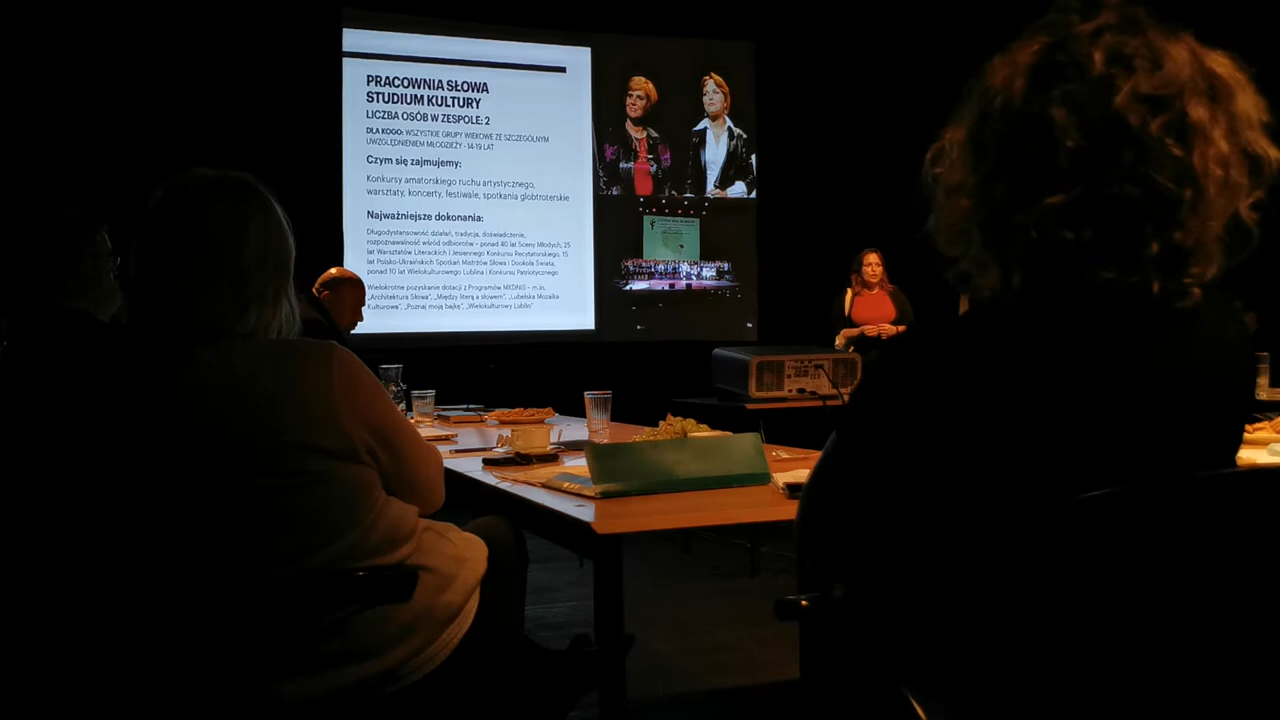 PRACOWNIA SŁOWA
STUDIUM KULTURY
LICZBA OSÓB W ZESPOLE: 2
DLA KOGO: WSZYSTKIE GRUPY WIEKOWE ZE SZCZEGÓLNYM
UWZGLĘDNIENIEM MŁODZIEŻY - 14-19 LAT
Czym się zajmujemy:
Konkursy amatorskiego ruchu artystycznego,
warsztaty, koncerty, festiwale, spotkania globtroterskie
Najważniejsze dokonania:
Długodystansowość działań, tradycja, doświadczenie,
rozpoznawalność wśród odbiorców – ponad 40 lat Sceny Młodych, 25
lat Warsztatów Literackich i Jesiennego Konkursu Recytatorskiego, 15
lat Polsko-Ukraińskich Spotkań Mistrzów Słowa i Dookoła Świata,
ponad 10 lat Wielokulturowego Lublina i Konkursu Patriotycznego
Wielokrotne pozyskanie dotacji z Programów MKDNiS – m.in.
„Architektura Słowa", „Między literą a słowem", „Lubelska Mozaika
Kulturowa", „Poznaj moją bajkę", „Wielokulturowy Lublin"